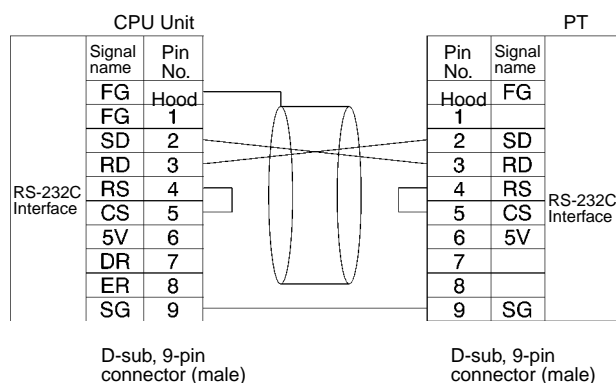 CPU Unit PT
Signal name Pin No. Pin No. Signal name
FG Hood Hood FG
FG 1 1
SD 2 2 SD
RD 3 3 RD
RS 4 4 RS
CS 5 5 CS
5V 6 6 5V
DR 7 7
ER 8 8
SG 9 9 SG
RS-232C Interface RS-232C Interface
D-sub, 9-pin D-sub, 9-pin
connector (male) connector (male)